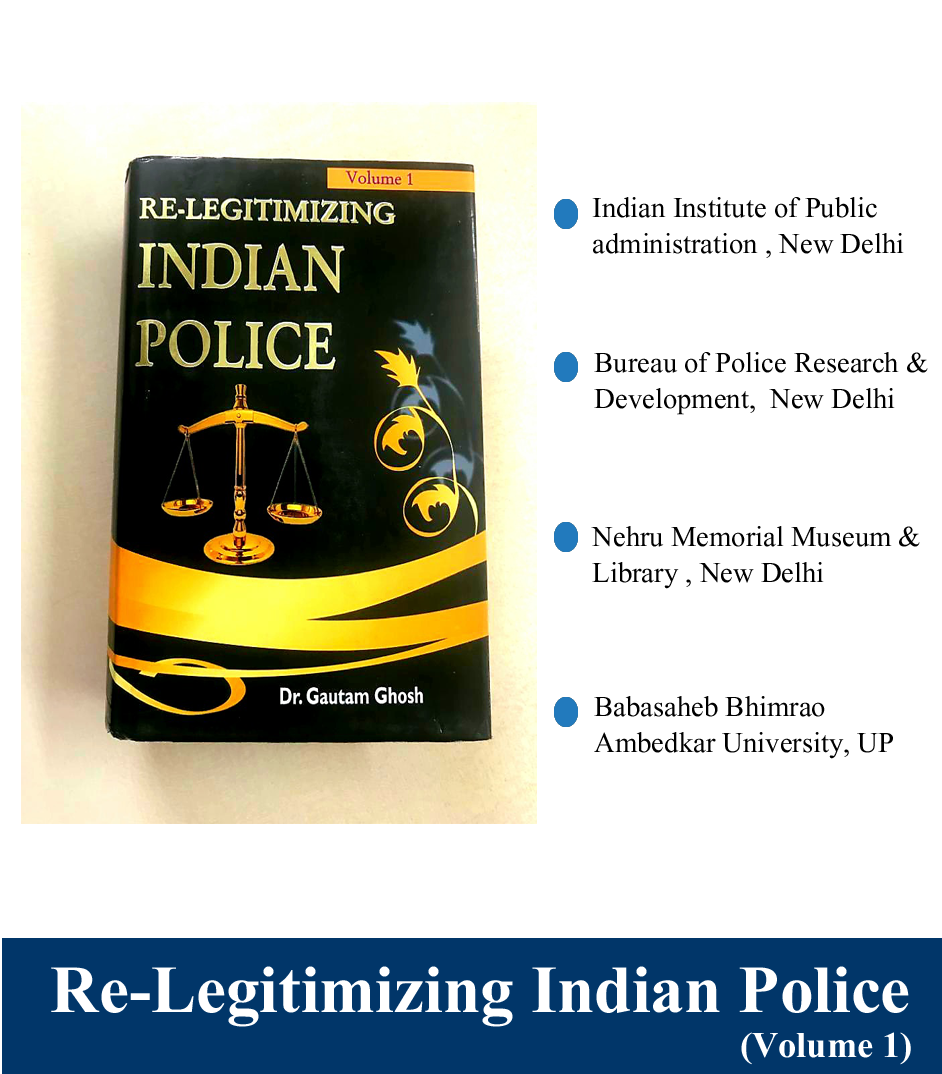 Volume 1
RE-LEGITIMIZING
INDIAN
POLICE
Dr. Gautam Ghosh
Indian Institute of Public
administration , New Delhi
Bureau of Police Research &
Development,  New Delhi
Nehru Memorial Museum &
Library , New Delhi
Babasaheb Bhimrao
Ambedkar University, UP
Re-Legitimizing Indian Police
(Volume 1)